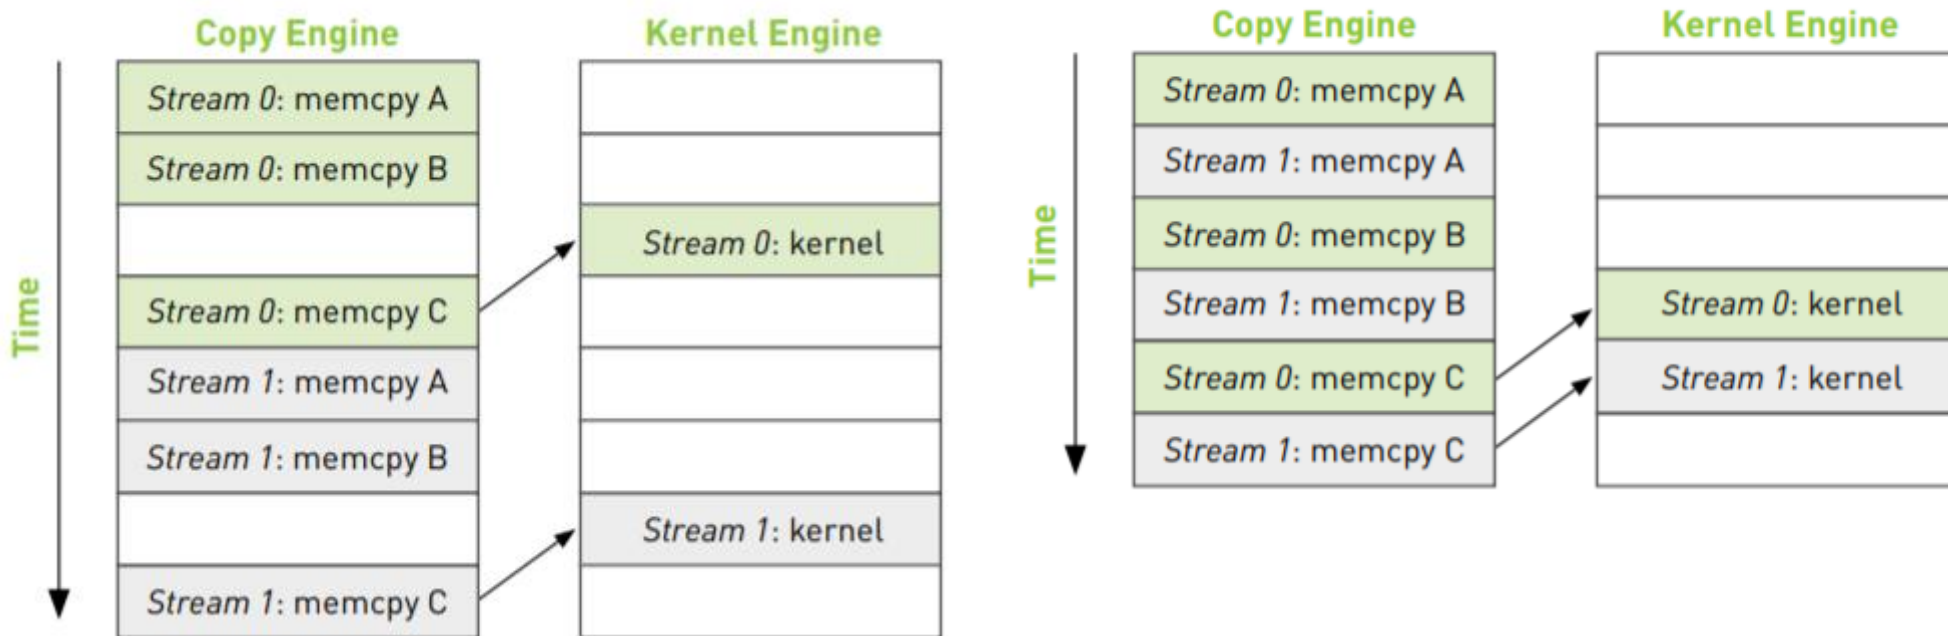 Copy Engine
Kernel Engine
Time
Stream 0: memcpy A
Stream 0: memcpy B
Stream 0: kernel
Stream 0: memcpy C
Stream 1: memcpy A
Stream 1: memcpy B
Stream 1: kernel
Stream 1: memcpy C
Copy Engine
Kernel Engine
Time
Stream 0: memcpy A
Stream 1: memcpy A
Stream 0: memcpy B
Stream 1: memcpy B
Stream 0: kernel
Stream 0: memcpy C
Stream 1: kernel
Stream 1: memcpy C